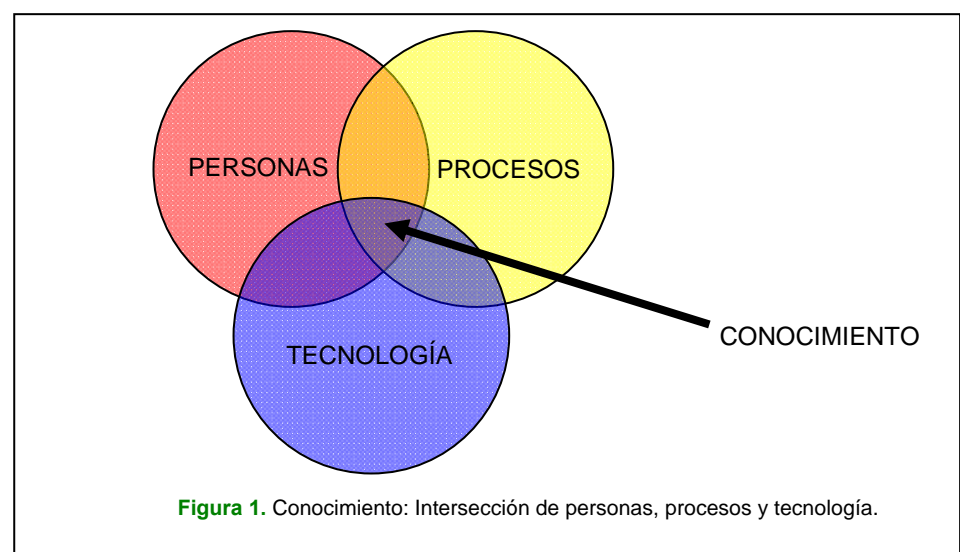 PERSONAS
PROCESOS
TECNOLOGÍA
CONOCIMIENTO
Figura 1. Conocimiento: Intersección de personas, procesos y tecnología.